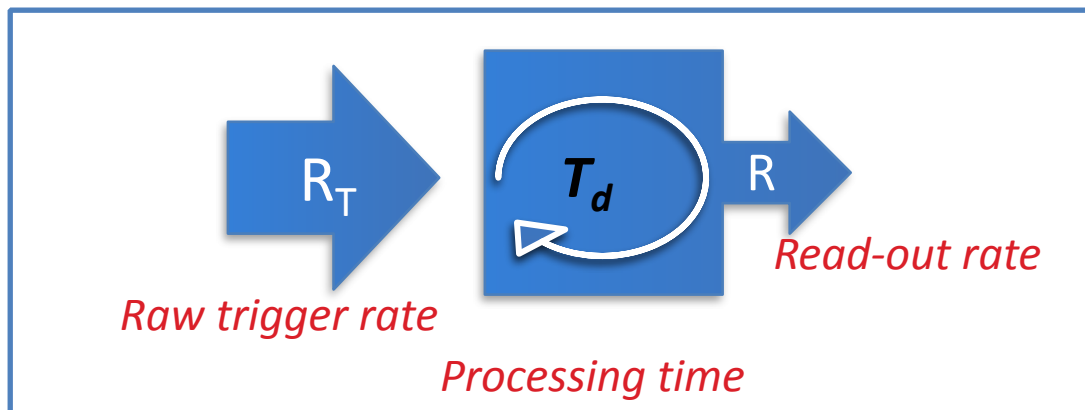 R_T
T_d
R
Read-out rate
Raw trigger rate
Processing time